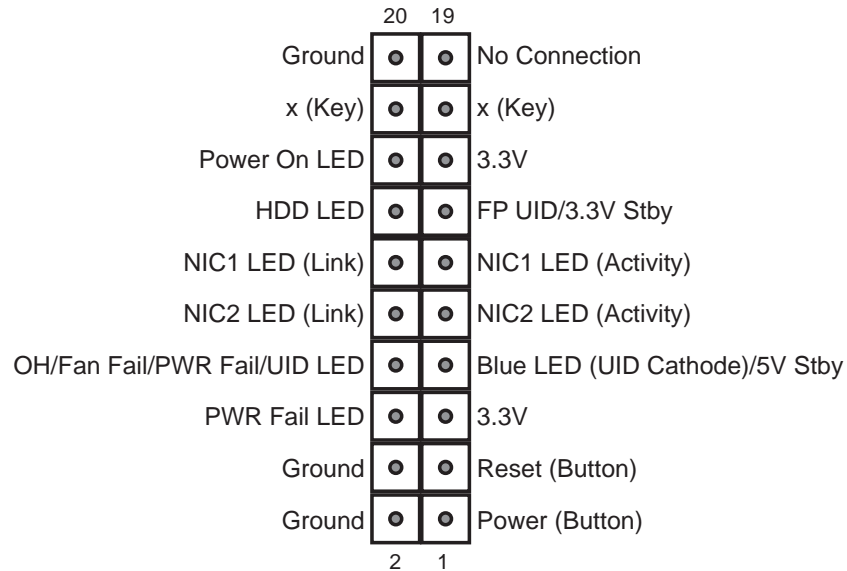 20 19
Ground No Connection
x (Key) x (Key)
Power On LED 3.3V
HDD LED FP UID/3.3V Stby
NIC1 LED (Link) NIC1 LED (Activity)
NIC2 LED (Link) NIC2 LED (Activity)
OH/Fan Fail/PWR Fail/UID LED Blue LED (UID Cathode)/5V Stby
PWR Fail LED 3.3V
Ground Reset (Button)
Ground Power (Button)
2 1